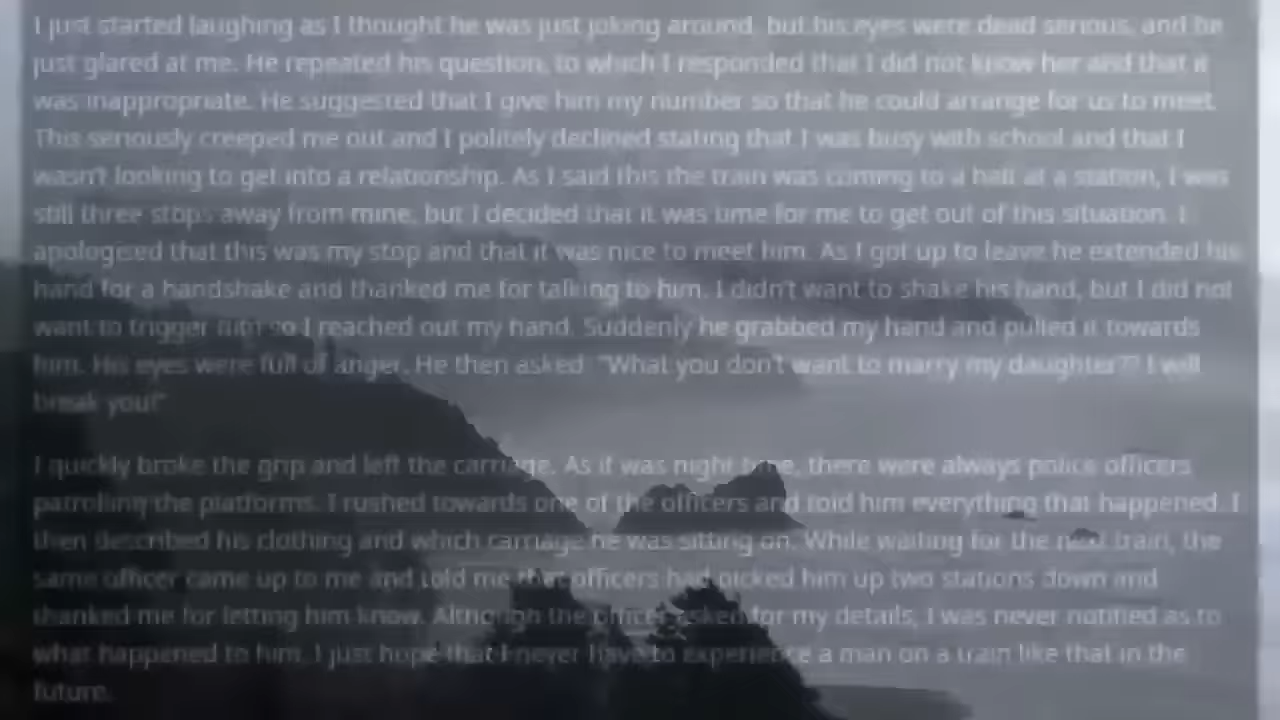 I just started laughing as I thought he was just joking around, but his eyes were dead serious, and he
just glared at me. He repeated his question, to which I responded that I did not know her and that it
was inappropriate. He suggested that I give him my number so that he could arrange for us to meet.
This seriously creeped me out and I politely declined stating that I was busy with school and that I
wasn't looking to get into a relationship. As I said this the train was coming to a halt at a station, I was
still three stops away from mine, but I decided that it was time for me to get out of this situation. I
apologised that this was my stop and that it was nice to meet him. As I got up to leave he extended his
hand for a handshake and thanked me for talking to him. I didn't want to shake his hand, but I did not
want to trigger him so I reached out my hand. Suddenly he grabbed my hand and pulled it towards
him. His eyes were full of anger. He then asked "What you don't want to marry my daughter?? I will
break you!"
I quickly broke the grip and left the carriage. As it was night time, there were always police officers
patrolling the platforms. I rushed towards one of the officers and told him everything that happened. I
then described his clothing and which carriage he was sitting on. While waiting for the next train, the
same officer came up to me and told me that officers had picked him up two stations down and
thanked me for letting him know. Although the officer asked for my details, I was never notified as to
what happened to him. I just hope that I never have to experience a man on a train like that in the
future.